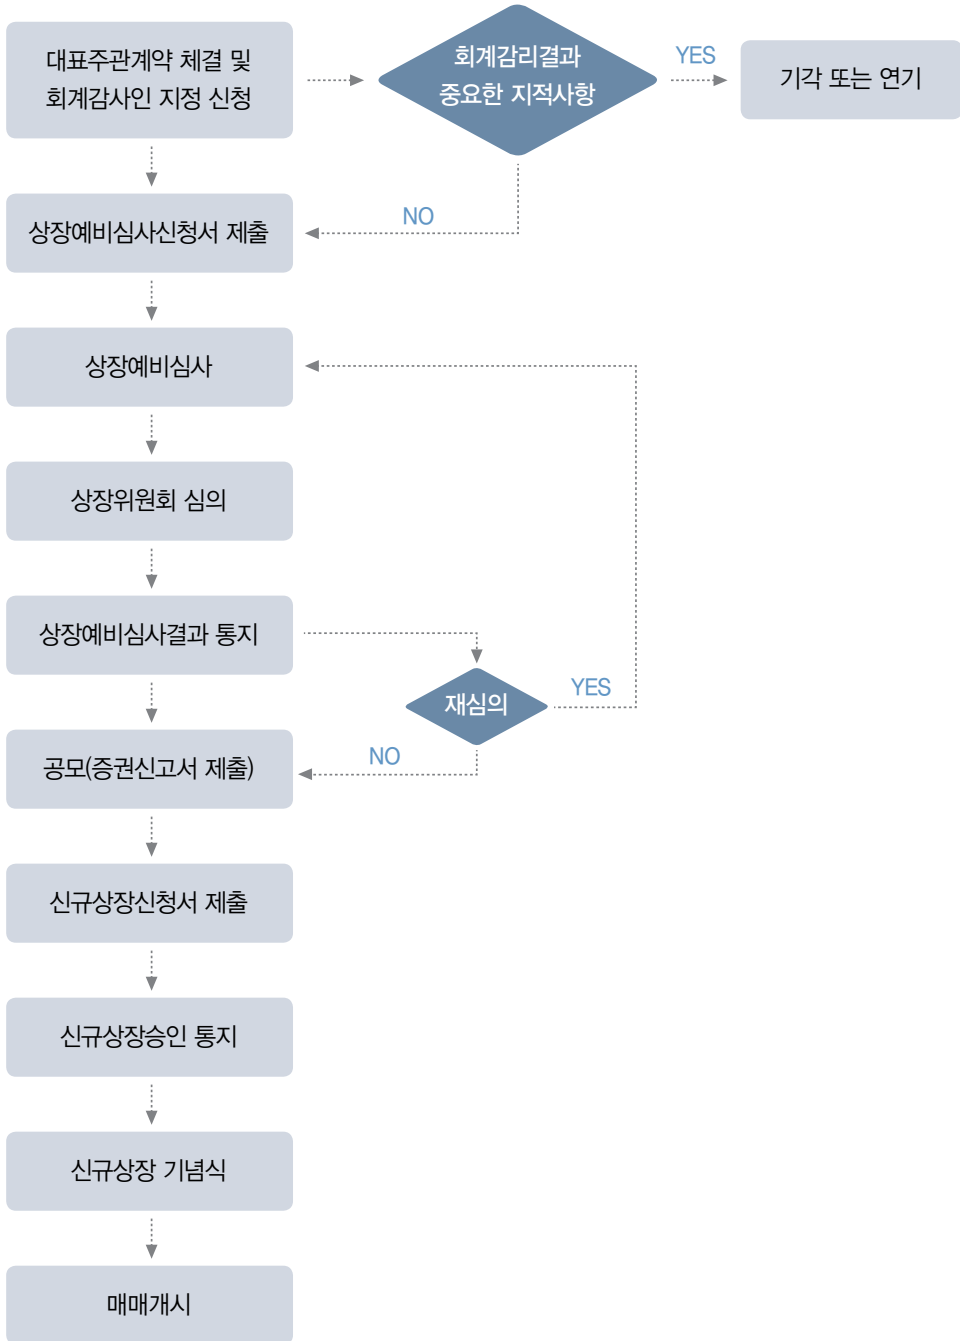 대표주관계약 체결 및
회계감사인 지정 신청
회계감리결과
중요한 지적사항
YES
기각 또는 연기
NO
상장예비심사신청서 제출
상장예비심사
상장위원회 심의
상장예비심사결과 통지
재심의
YES
NO
공모(증권신고서 제출)
신규상장신청서 제출
신규상장승인 통지
신규상장 기념식
매매개시